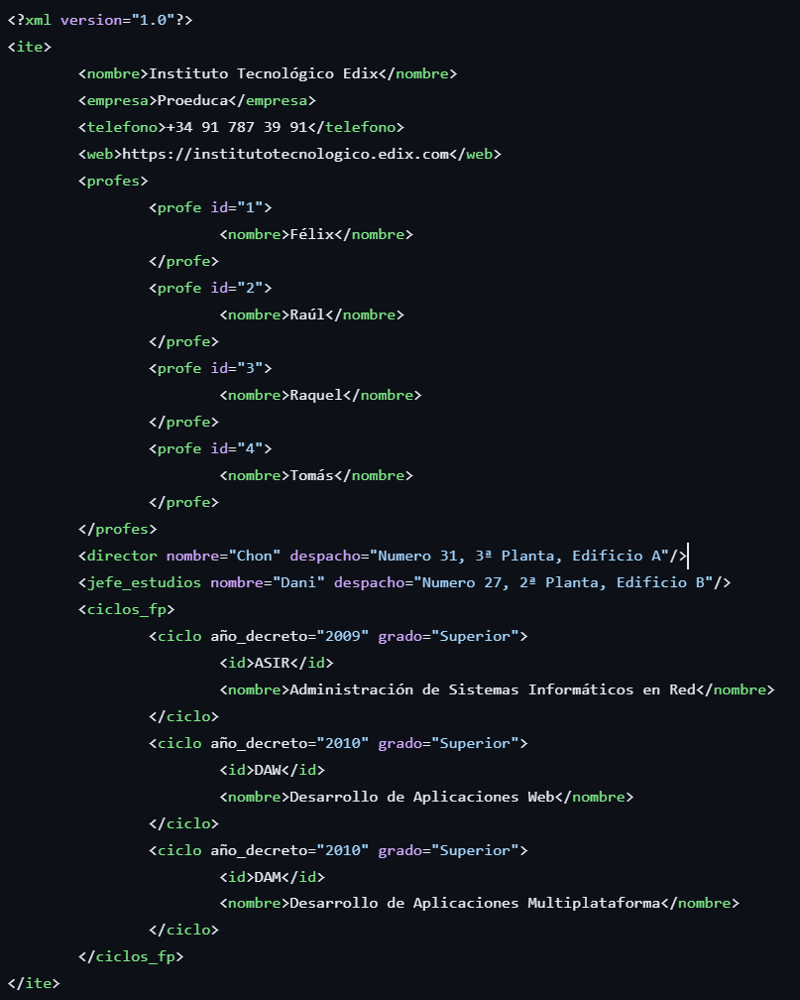 <?xml version="1.0"?>
<ite>
        <nombre>Instituto Tecnológico Edix</nombre>
        <empresa>Proeduca</empresa>
        <telefono>+34 91 787 39 91</telefono>
        <web>https://institutotecnologico.edix.com</web>
        <profes>
                <profe id="1">
                        <nombre>Félix</nombre>
                </profe>
                <profe id="2">
                        <nombre>Raúl</nombre>
                </profe>
                <profe id="3">
                        <nombre>Raquel</nombre>
                </profe>
                <profe id="4">
                        <nombre>Tomás</nombre>
                </profe>
        </profes>
        <director nombre="Chon" despacho="Numero 31, 3ª Planta, Edificio A"/>
        <jefe_estudios nombre="Dani" despacho="Numero 27, 2ª Planta, Edificio B"/>
        <ciclos_fp>
                <ciclo año_decreto="2009" grado="Superior">
                        <id>ASIR</id>
                        <nombre>Administración de Sistemas Informáticos en Red</nombre>
                </ciclo>
                <ciclo año_decreto="2010" grado="Superior">
                        <id>DAW</id>
                        <nombre>Desarrollo de Aplicaciones Web</nombre>
                </ciclo>
                <ciclo año_decreto="2010" grado="Superior">
                        <id>DAM</id>
                        <nombre>Desarrollo de Aplicaciones Multiplataforma</nombre>
                </ciclo>
        </ciclos_fp>
</ite>